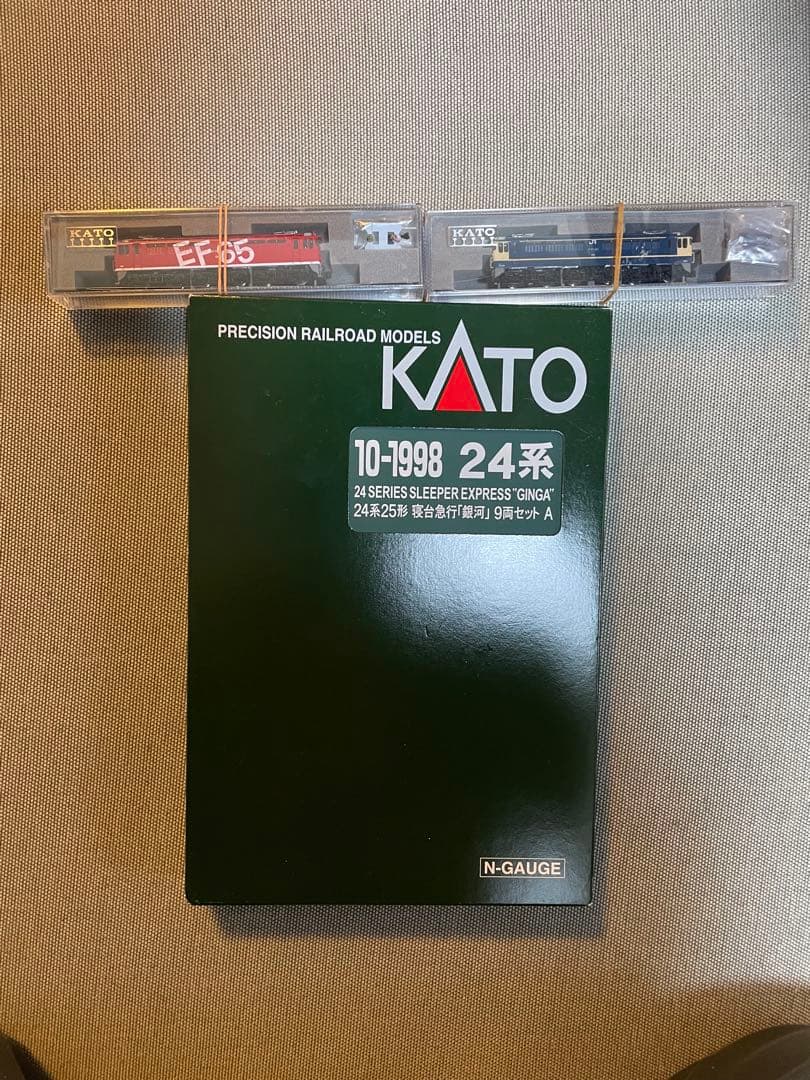 KATO
EF65
KATO
PRECISION RAILROAD MODELS
KATO
10-1998 24系
24 SERIES SLEEPER EXPRESS "GINGA"
24系25形 寝台急行「銀河」 9両セット A
N-GAUGE